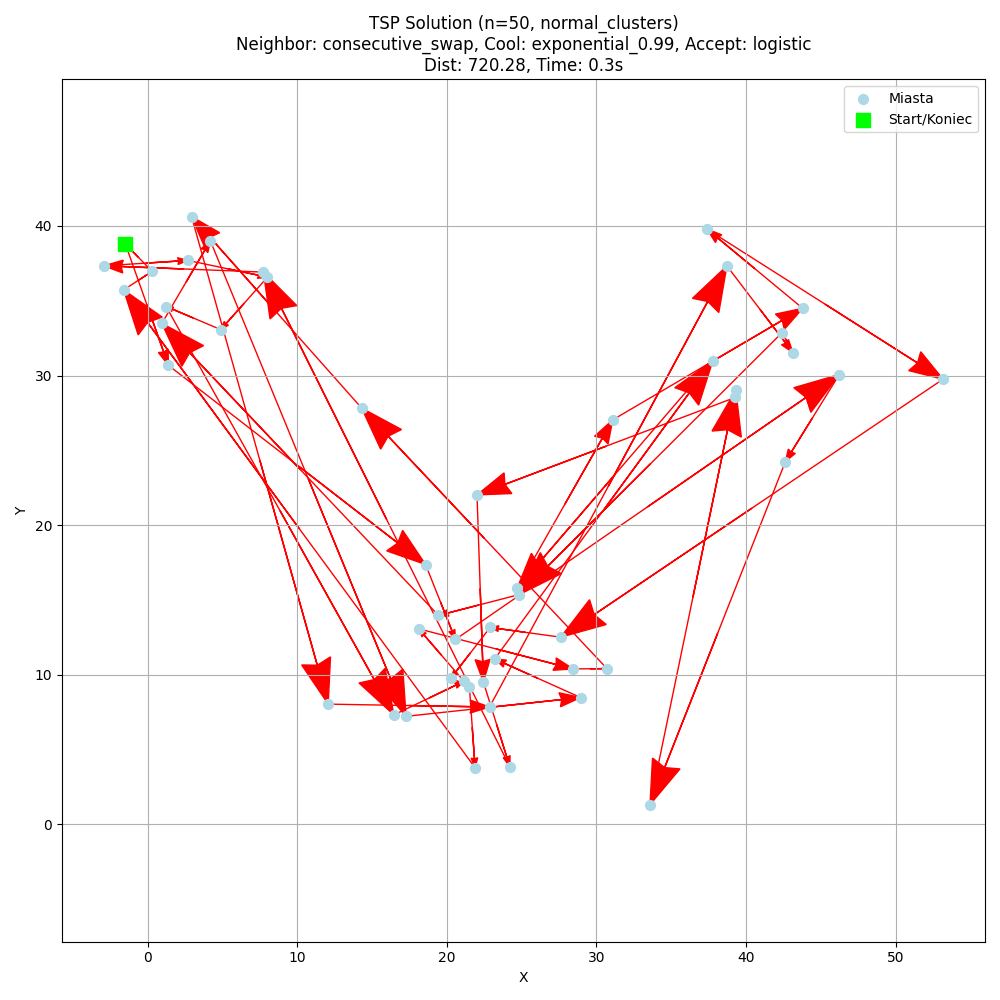 TSP Solution (n=50, normal_clusters)
Neighbor: consecutive_swap, Cool: exponential_0.99, Accept: logistic
Dist: 720.28, Time: 0.3s
Miasta
Start/Koniec
40
30
20
10
0
Y
0 10 20 30 40 50
X